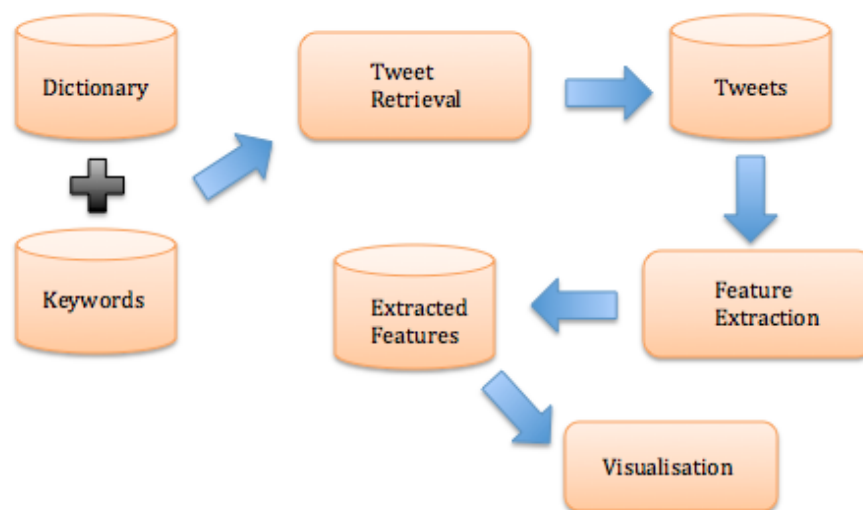 Dictionary
Tweet
Retrieval
Tweets
Keywords
Extracted
Features
Feature
Extraction
Visualisation